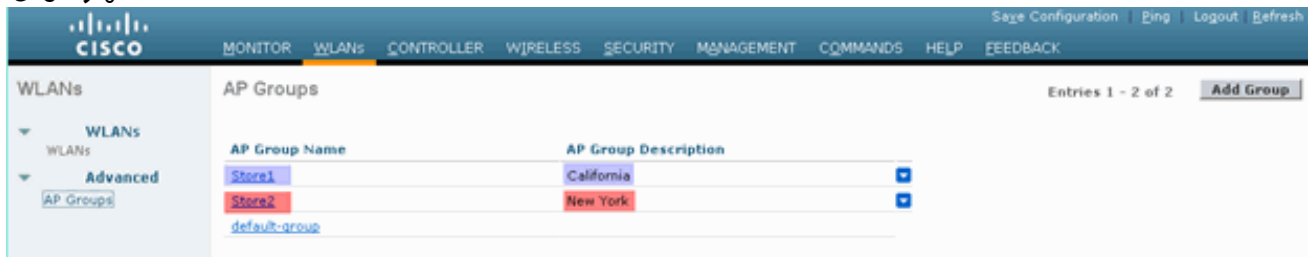 Save Configuration | Ping | Logout | Refresh
CISCO MONITOR WLANs CONTROLLER WIRELESS SECURITY MANAGEMENT COMMANDS HELP FEEDBACK
WLANs AP Groups Entries 1 - 2 of 2 Add Group
WLANs
WLANs AP Group Name AP Group Description
Advanced Store1 California
AP Groups Store2 New York
default-group